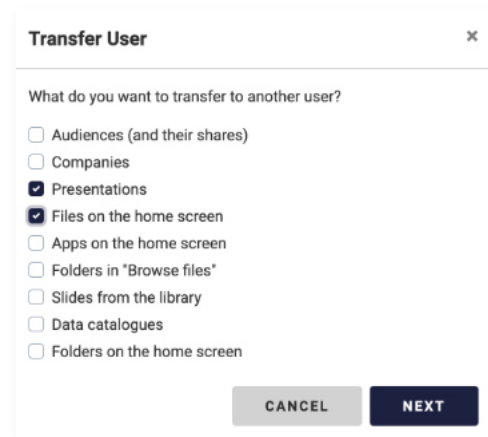 Transfer User ×
What do you want to transfer to another user?
Audiences (and their shares)
Companies
Presentations
Files on the home screen
Apps on the home screen
Folders in "Browse files"
Slides from the library
Data catalogues
Folders on the home screen
CANCEL NEXT